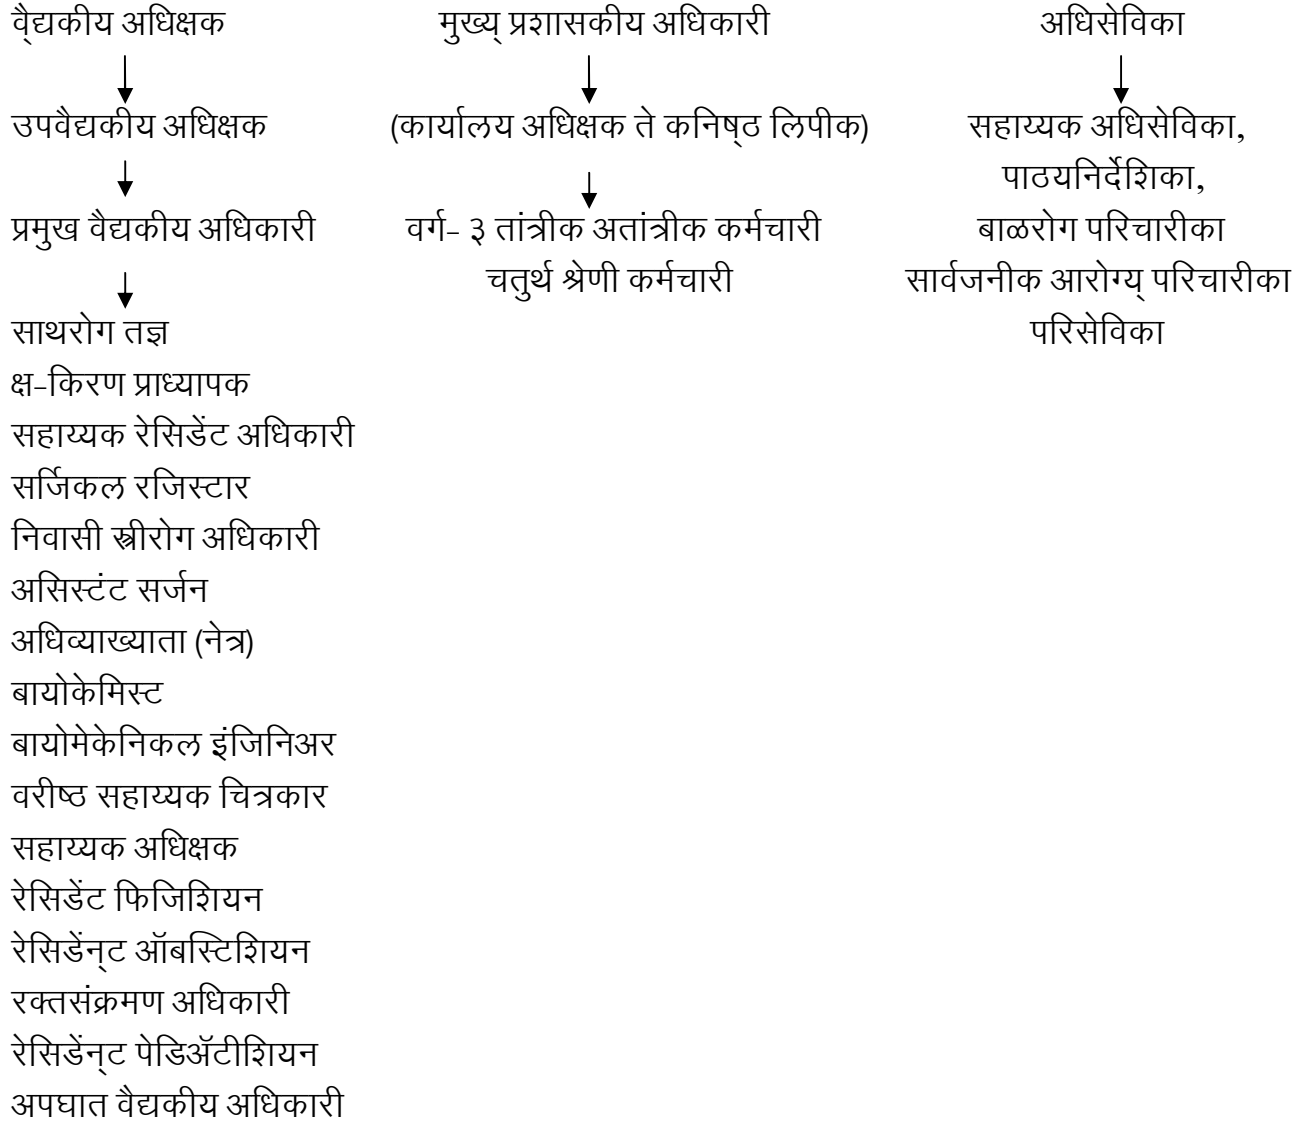 वै्द्यकीय अधिक्षक
उपवैद्यकीय अधिक्षक
प्रमुख वैद्यकीय अधिकारी
साथरोग तज्ञ
क्ष-किरण प्राध्यापक
सहाय्यक रेसिडेंट अधिकारी
सर्जिकल रजिस्टार
निवासी स्त्रीरोग अधिकारी
असिस्टंट सर्जन
अधिव्याख्याता (नेत्र)
बायोकेमिस्ट
बायोमेकेनिकल इंजिनिअर
वरीष्ठ सहाय्यक चित्रकार
सहाय्यक अधिक्षक
रेसिडेंट फिजिशियन
रेसिडेंन्‌ट ऑबस्टिशियन
रक्तसंक्रमण अधिकारी
रेसिडेंन्‌ट पेडिॲटीशियन
अपघात वैद्यकीय अधिकारी
मुख्य् प्रशासकीय अधिकारी
(कार्यालय अधिक्षक ते कनिष्‌ठ लिपीक)
वर्ग- ३ तांत्रीक अतांत्रीक कर्मचारी
चतुर्थ श्रेणी कर्मचारी
अधिसेविका
सहाय्यक अधिसेविका,
पाठयनिर्देशिका,
बाळरोग परिचारीका
सार्वजनीक आरोग्य् परिचारीका
परिसेविका